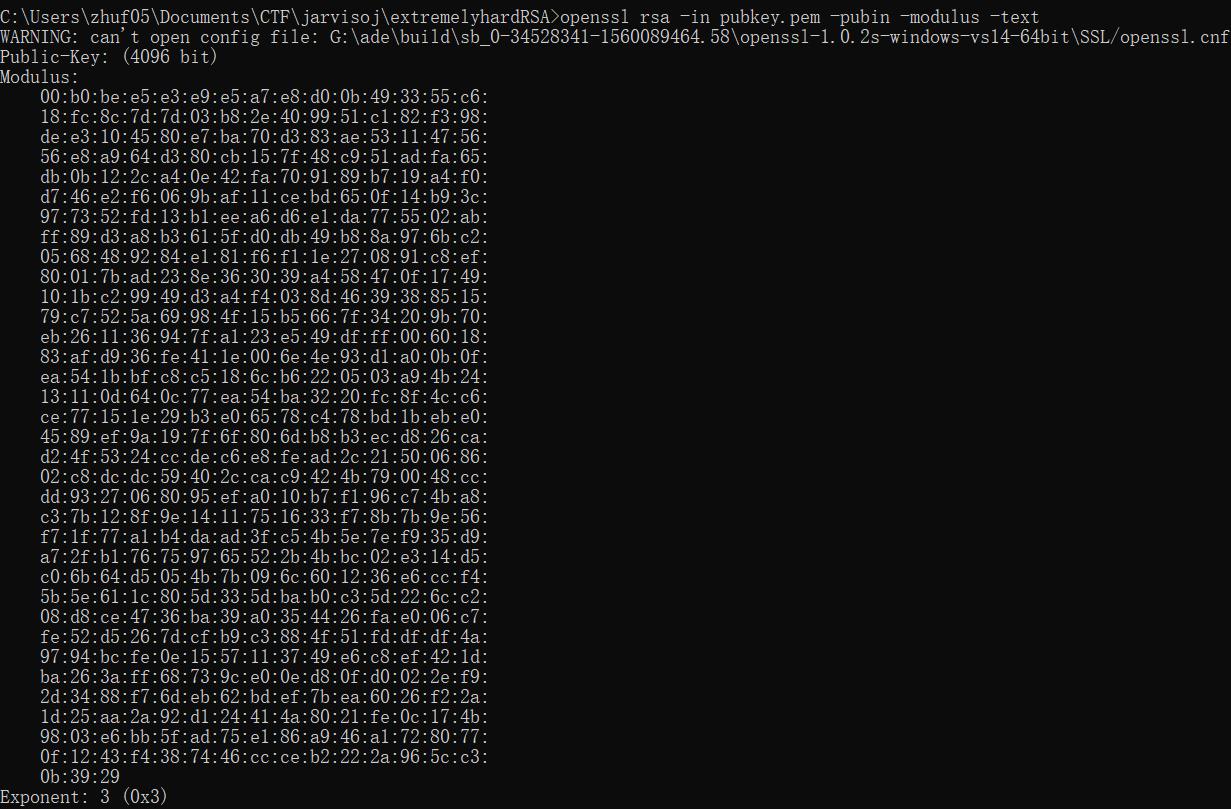 C:\Users\zhuf05\Documents\CTF\jarvisoj\extremelyhardRSA>openssl rsa -in pubkey.pem -pubin -modulus -text
WARNING: can't open config file: G:\ade\build\sb_0-34528341-1560089464.58\openssl-1.0.2s-windows-vs14-64bit\SSL/openssl.cnf
Public-Key: (4096 bit)
Modulus:
00:b0:be:e5:e3:e9:e5:a7:e8:d0:0b:49:33:55:c6:
18:fc:8c:7d:7d:03:b8:2e:40:99:51:c1:82:f3:98:
de:e3:10:45:80:e7:ba:70:d3:83:ae:53:11:47:56:
56:e8:a9:64:d3:80:cb:15:7f:48:c9:51:ad:fa:65:
db:0b:12:2c:a4:0e:42:fa:70:91:89:b7:19:a4:f0:
d7:46:e2:f6:06:9b:af:11:ce:bd:65:0f:14:b9:3c:
97:73:52:fd:13:b1:ee:a6:d6:e1:da:77:55:02:ab:
ff:89:d3:a8:b3:61:5f:d0:db:49:b8:8a:97:6b:c2:
05:68:48:92:84:e1:81:f6:f1:1e:27:08:91:c8:ef:
80:01:7b:ad:23:8e:36:30:39:a4:58:47:0f:17:49:
10:1b:c2:99:49:d3:a4:f4:03:8d:46:39:38:85:15:
79:c7:52:5a:69:98:4f:15:b5:66:7f:34:20:9b:70:
eb:26:11:36:94:7f:a1:23:e5:49:df:ff:00:60:18:
83:af:d9:36:fe:41:1e:00:6e:4e:93:d1:a0:0b:0f:
ea:54:1b:bf:c8:c5:18:6c:b6:22:05:03:a9:4b:24:
13:11:0d:64:0c:77:ea:54:ba:32:20:fc:8f:4c:c6:
ce:77:15:1e:29:b3:e0:65:78:c4:78:bd:1b:eb:e0:
45:89:ef:9a:19:7f:6f:80:6d:b8:b3:ec:d8:26:ca:
d2:4f:53:24:cc:de:c6:e8:fe:ad:2c:21:50:06:86:
02:c8:dc:dc:59:40:2c:ca:c9:42:4b:79:00:48:cc:
dd:93:27:06:80:95:ef:a0:10:b7:f1:96:c7:4b:a8:
c3:7b:12:8f:9e:14:11:75:16:33:f7:8b:7b:9e:56:
f7:1f:77:a1:b4:da:ad:3f:c5:4b:5e:7e:f9:35:d9:
a7:2f:b1:76:75:97:65:52:2b:4b:bc:02:e3:14:d5:
c0:6b:64:d5:05:4b:7b:09:6c:60:12:36:e6:cc:f4:
5b:5e:61:1c:80:5d:33:5d:ba:b0:c3:5d:22:6c:c2:
08:d8:ce:47:36:ba:39:a0:35:44:26:fa:e0:06:c7:
fe:52:d5:26:7d:cf:b9:c3:88:4f:51:fd:df:df:4a:
97:94:bc:fe:0e:15:57:11:37:49:e6:c8:ef:42:1d:
ba:26:3a:ff:68:73:9c:e0:0e:d8:0f:d0:02:2e:f9:
2d:34:88:f7:6d:eb:62:bd:ef:7b:ea:60:26:f2:2a:
1d:25:aa:2a:92:d1:24:41:4a:80:21:fe:0c:17:4b:
98:03:e6:bb:5f:ad:75:e1:86:a9:46:a1:72:80:77:
0f:12:43:f4:38:74:46:cc:ce:b2:22:2a:96:5c:c3:
0b:39:29
Exponent: 3 (0x3)